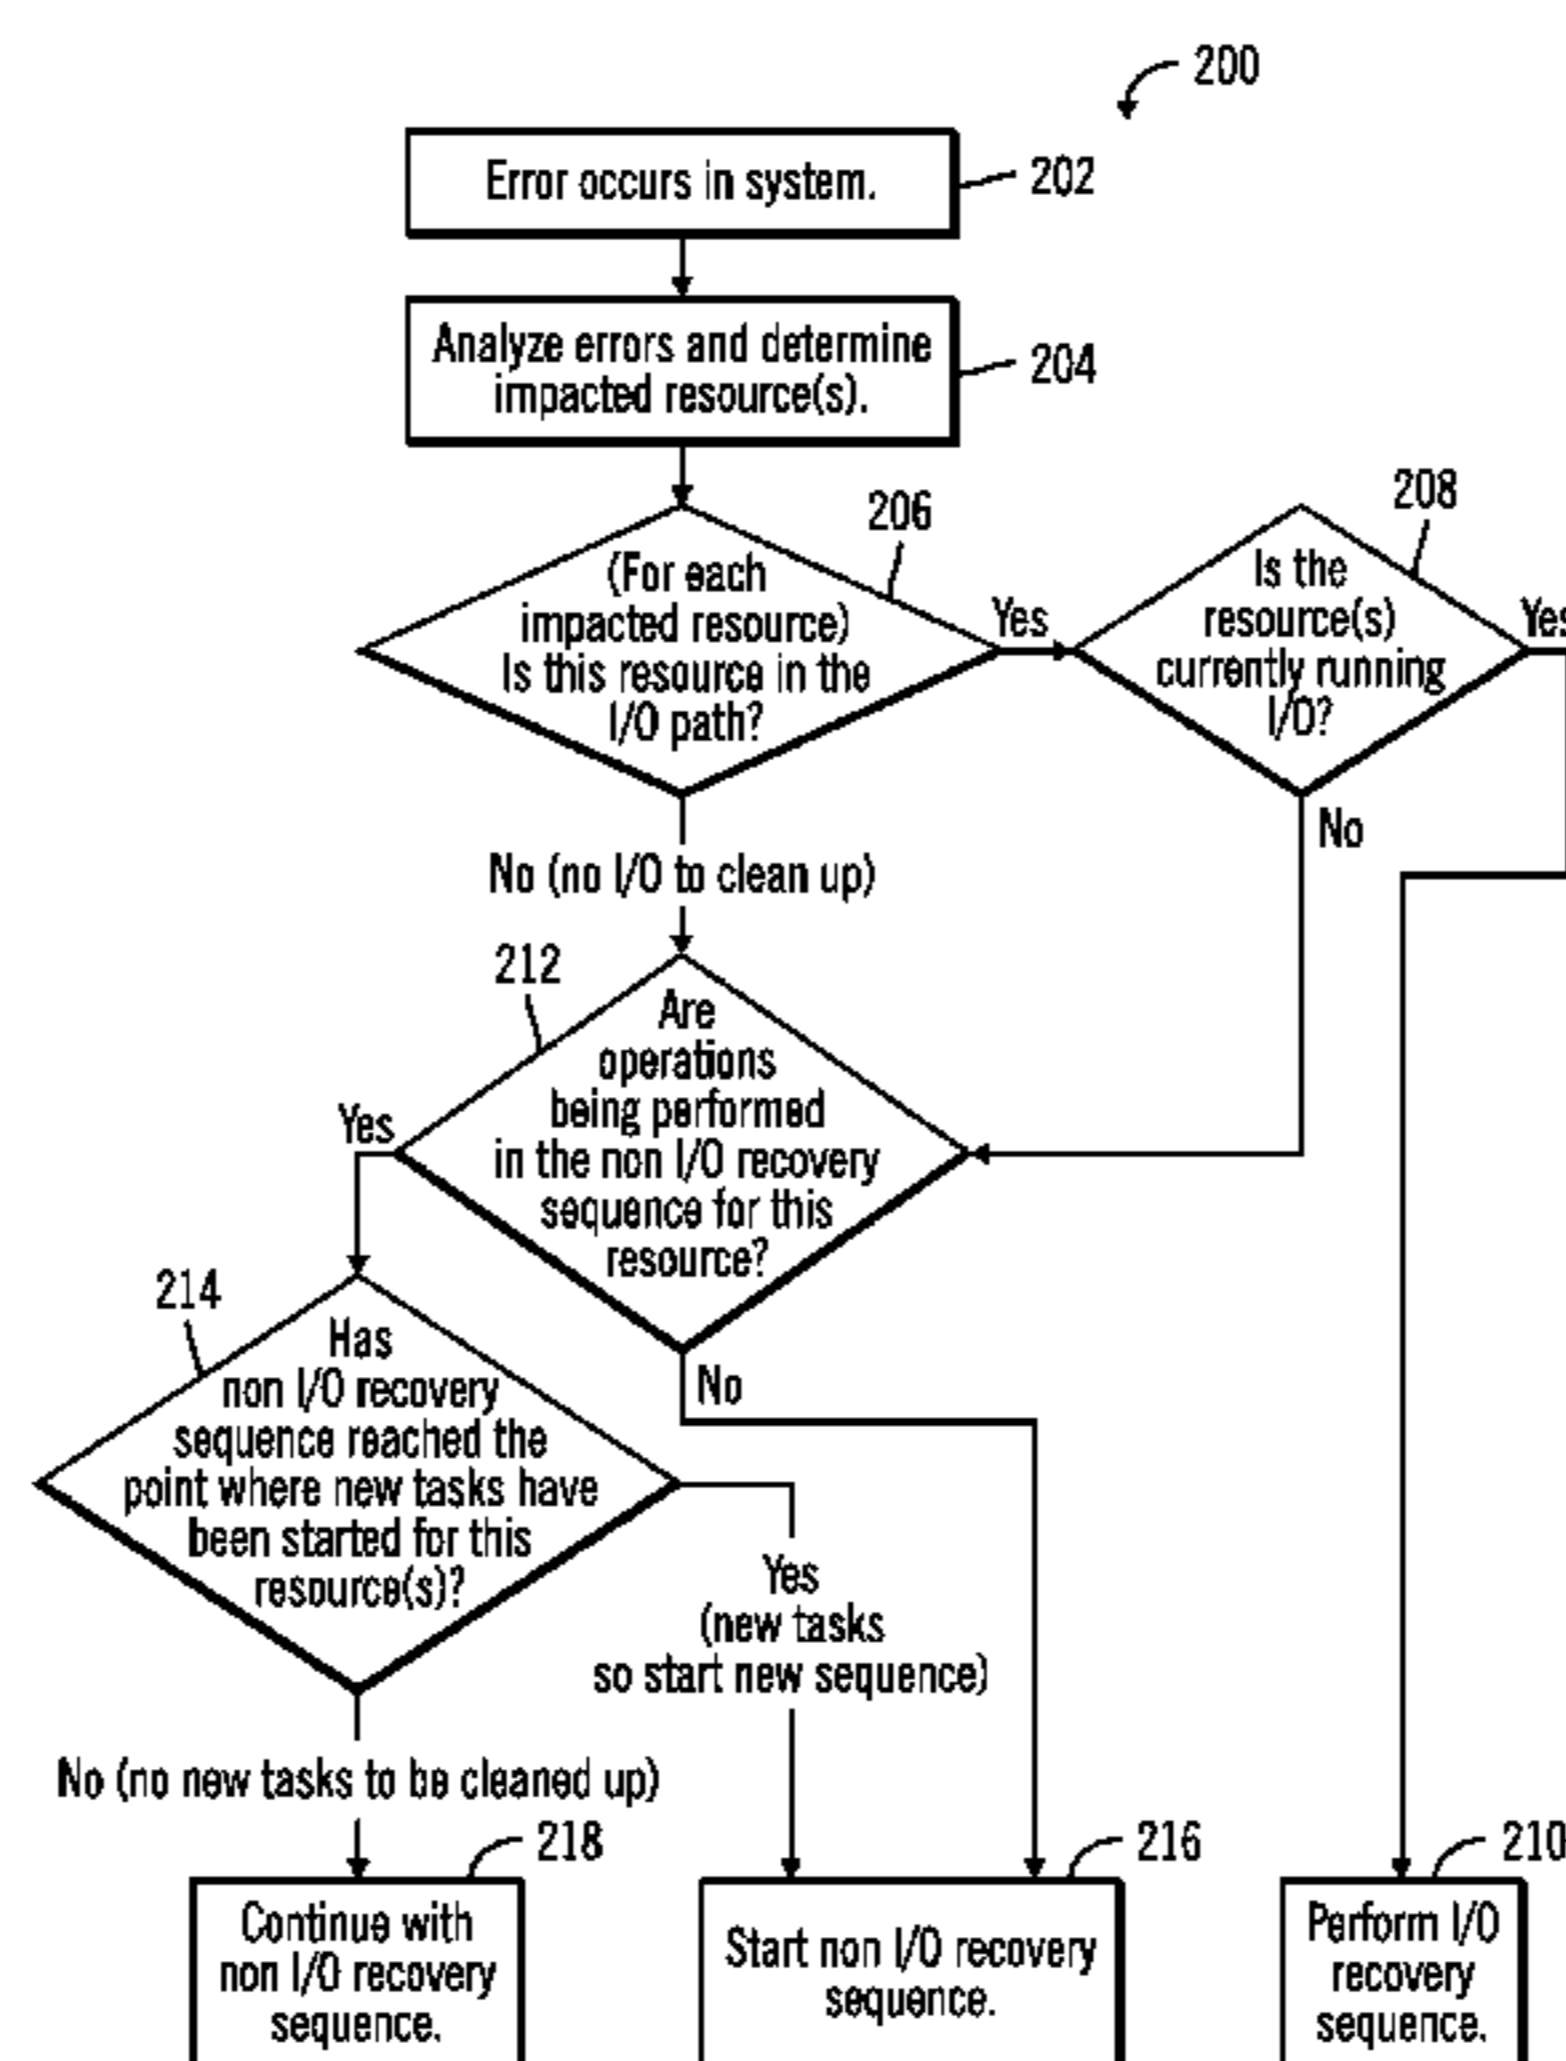 200
Error occurs in system.
202
Analyze errors and determine
impacted resource(s).
204
206
(For each
impacted resource)
Is this resource in the
I/O path?
Yes
208
Is the
resource(s)
currently running
I/O?
Yes
No
No (no I/O to clean up)
212
Are
operations
being performed
in the non I/O recovery
sequence for this
resource?
Yes
No
214
Has
non I/O recovery
sequence reached the
point where new tasks have
been started for this
resource(s)?
Yes
(new tasks
so start new sequence)
No (no new tasks to be cleaned up)
218
Continue with
non I/O recovery
sequence.
216
Start non I/O recovery
sequence.
210
Perform I/O
recovery
sequence.